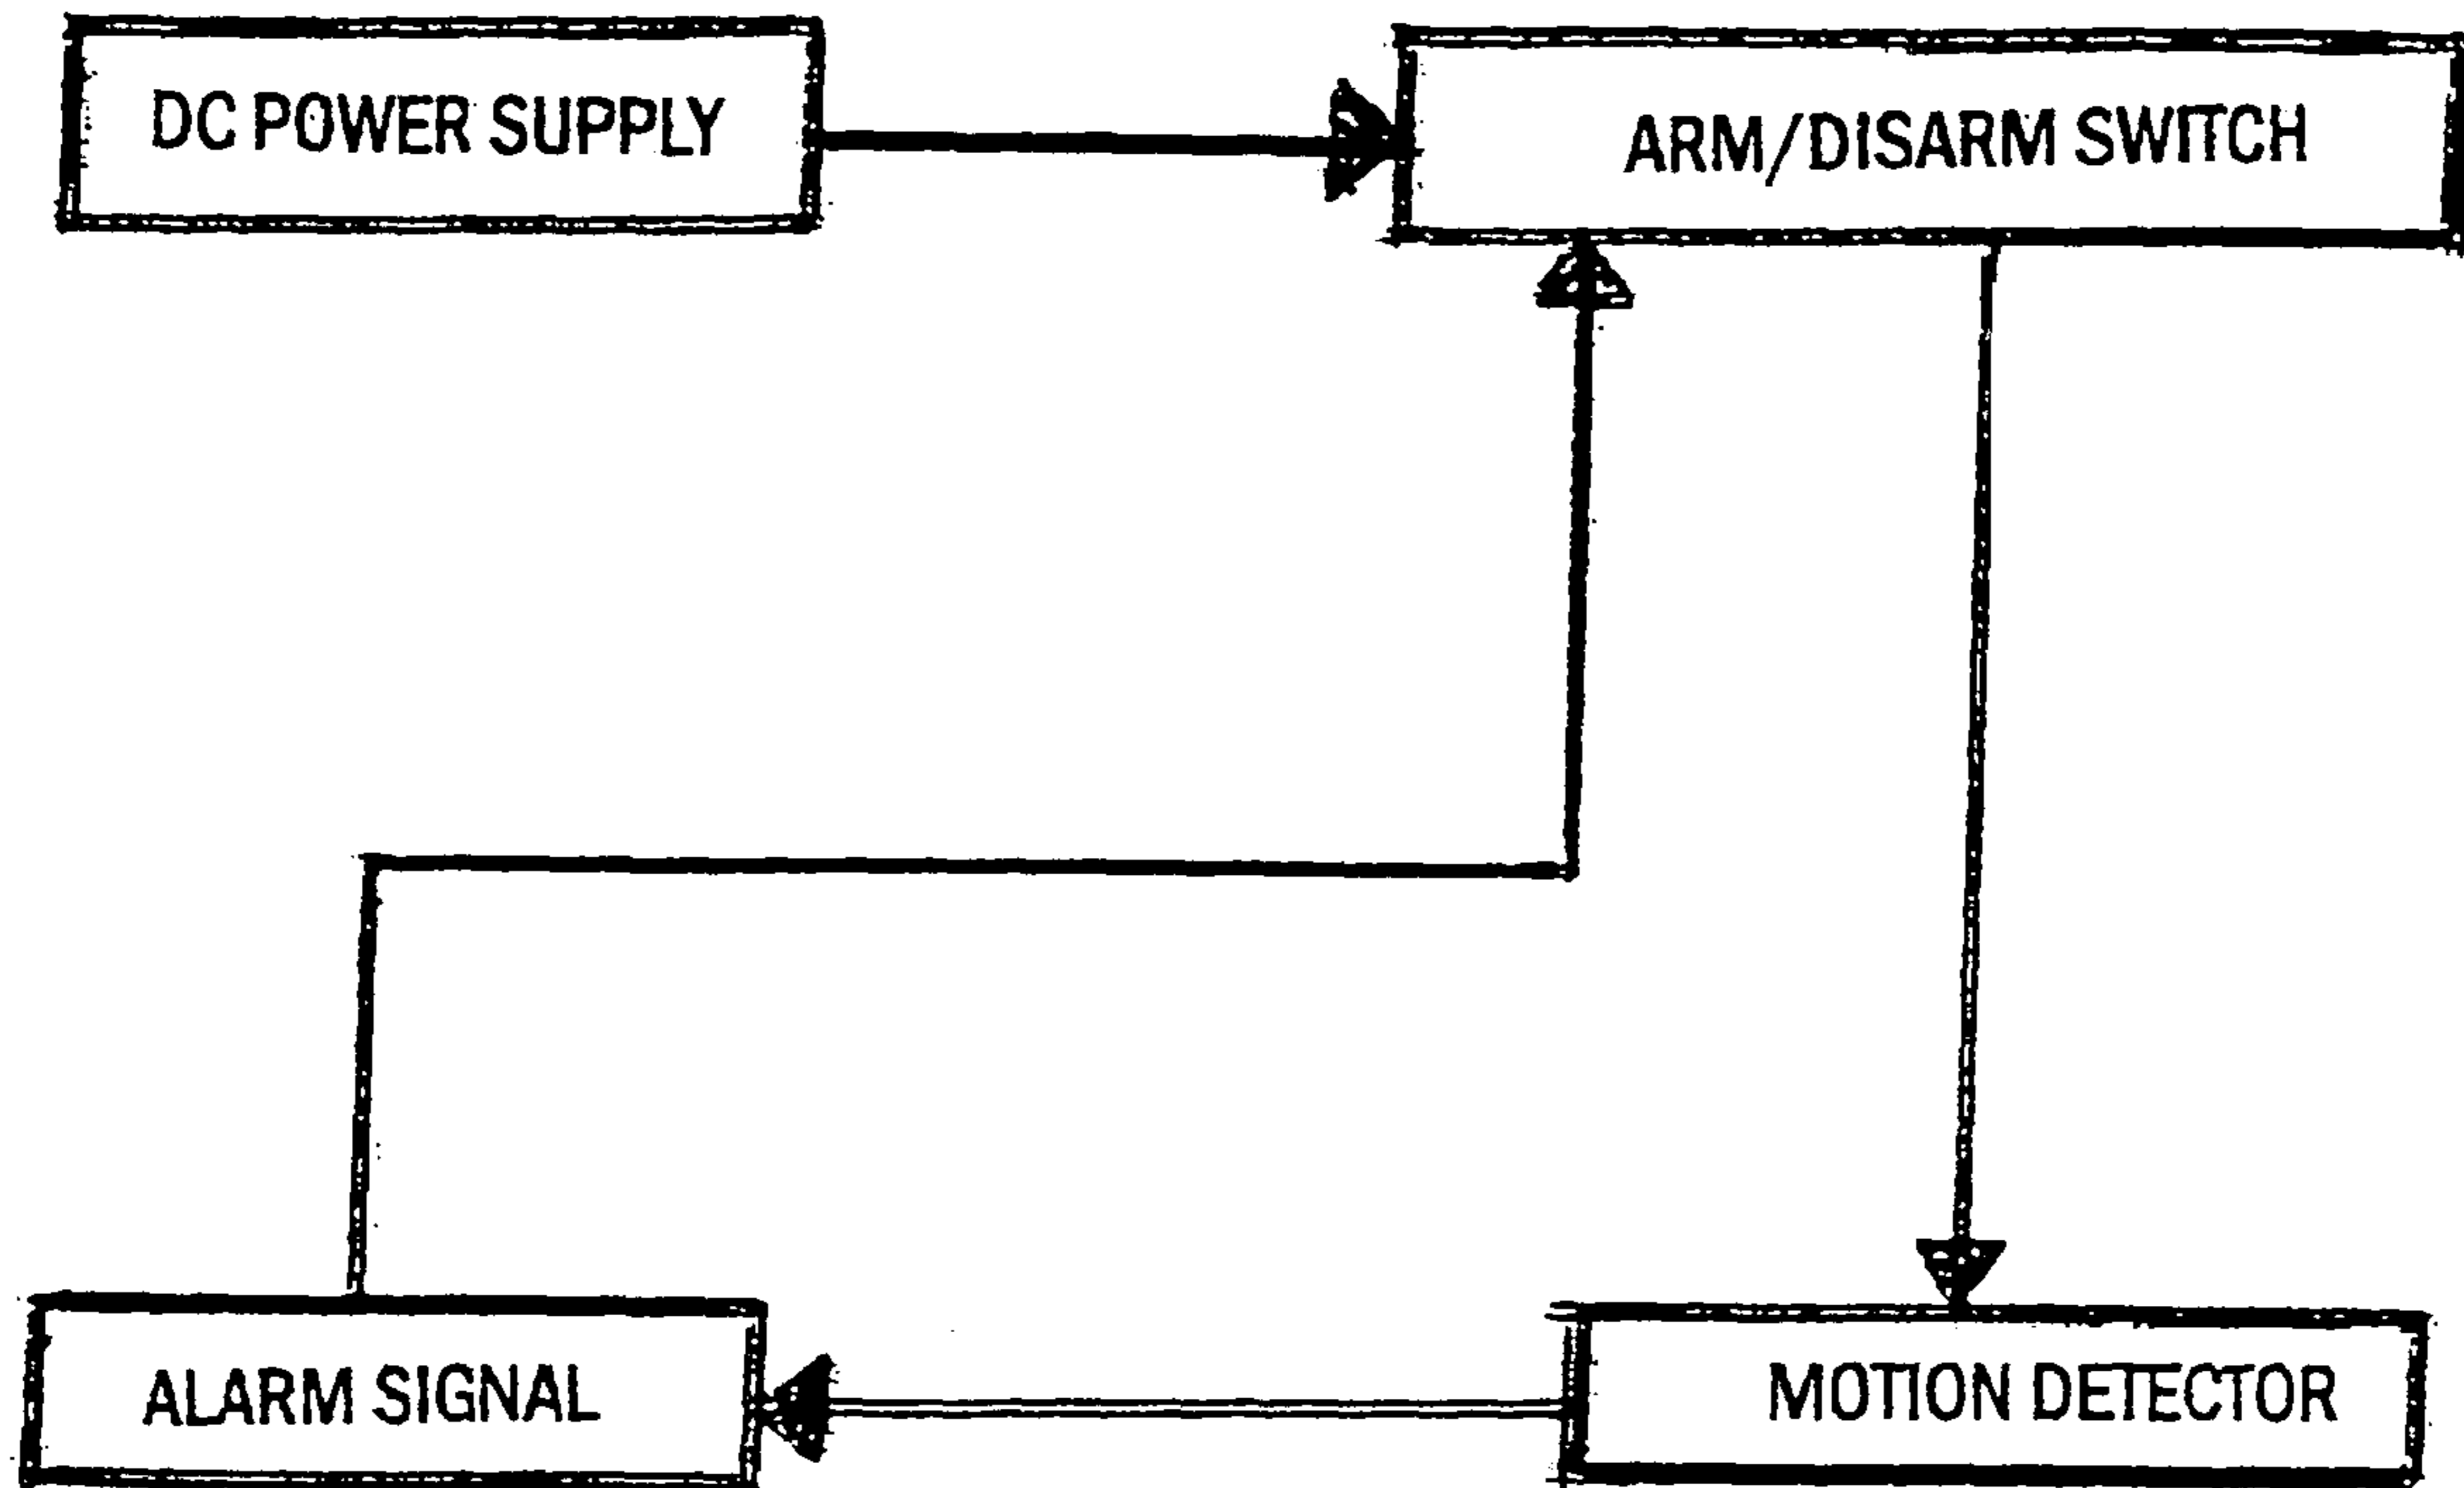 DC POWER SUPPLY
ARM/DISARM SWITCH
ALARM SIGNAL
MOTION DETECTOR